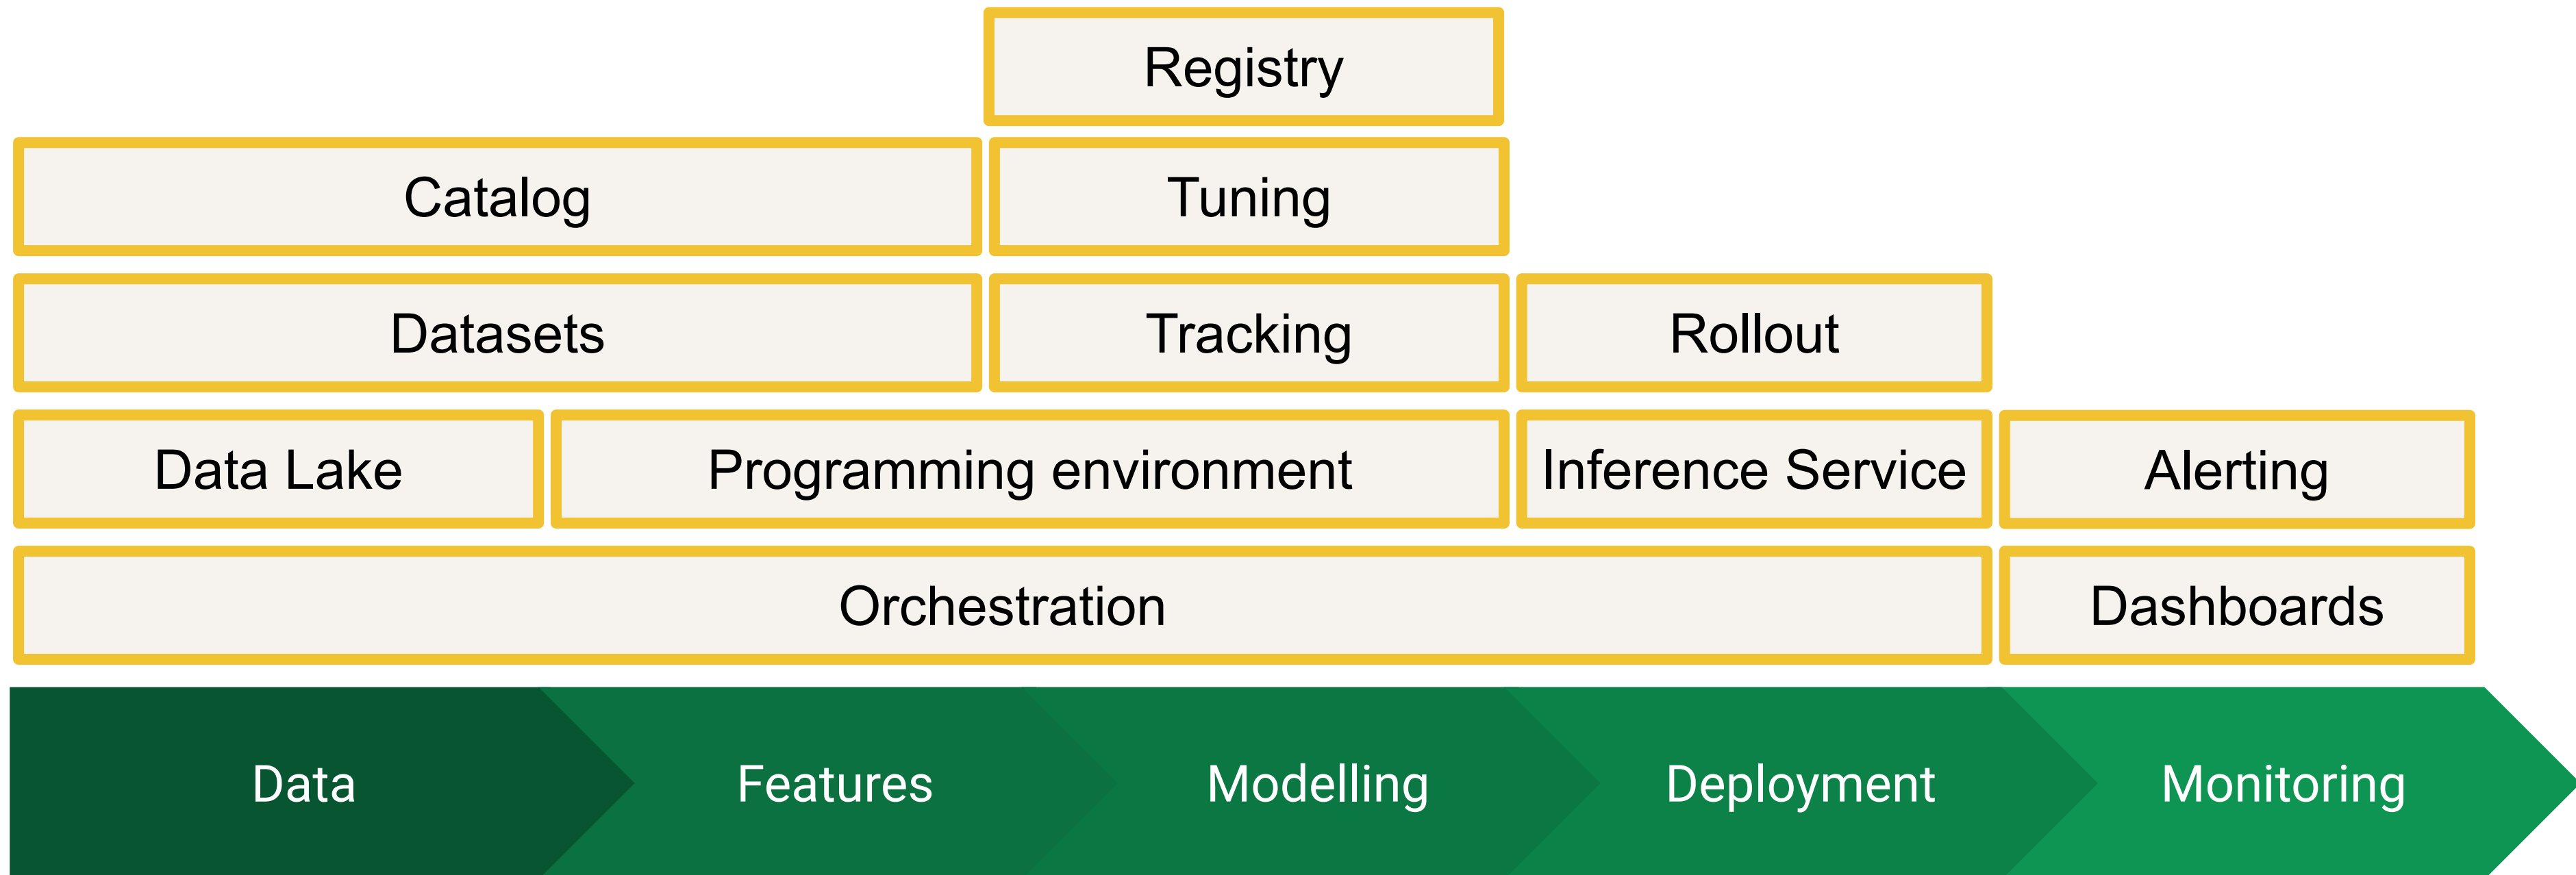 Registry
Catalog
Tuning
Datasets
Tracking
Rollout
Data Lake
Programming environment
Inference Service
Alerting
Orchestration
Dashboards
Data
Features
Modelling
Deployment
Monitoring